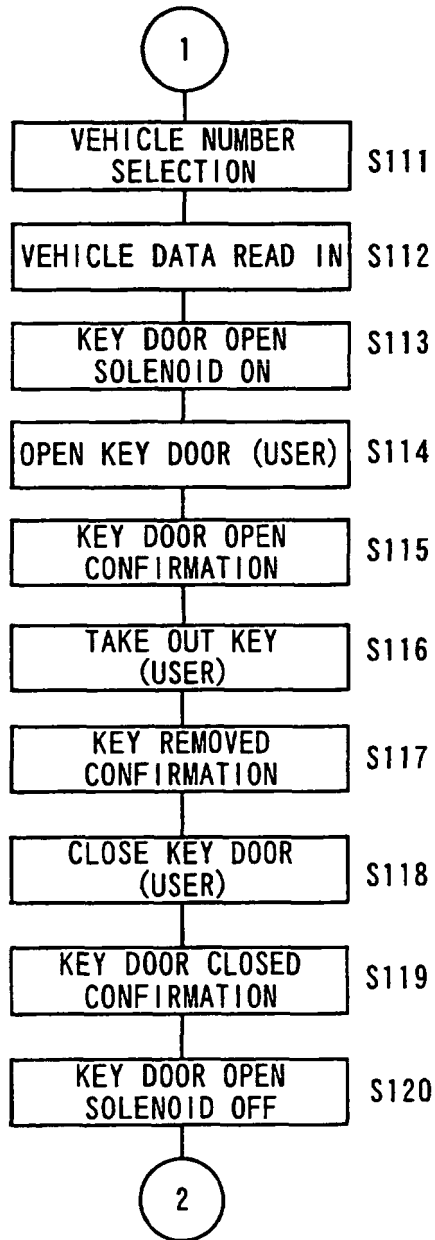 1
VEHICLE NUMBER
SELECTION
S111
VEHICLE DATA READ IN
S112
KEY DOOR OPEN
SOLENOID ON
S113
OPEN KEY DOOR (USER)
S114
KEY DOOR OPEN
CONFIRMATION
S115
TAKE OUT KEY
(USER)
S116
KEY REMOVED
CONFIRMATION
S117
CLOSE KEY DOOR
(USER)
S118
KEY DOOR CLOSED
CONFIRMATION
S119
KEY DOOR OPEN
SOLENOID OFF
S120
2